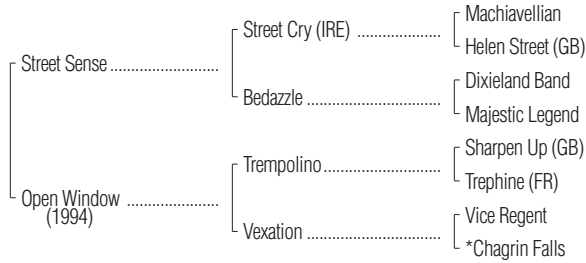 Machiavellian
Street Cry (IRE) ..................
Helen Street (GB)
Street Sense ........................
Dixieland Band
Bedazzle ..............................
Majestic Legend
Sharpen Up (GB)
Trempolino...........................
Trephine (FR)
Open Window ....................
(1994)
Vice Regent
Vexation ..............................
*Chagrin Falls